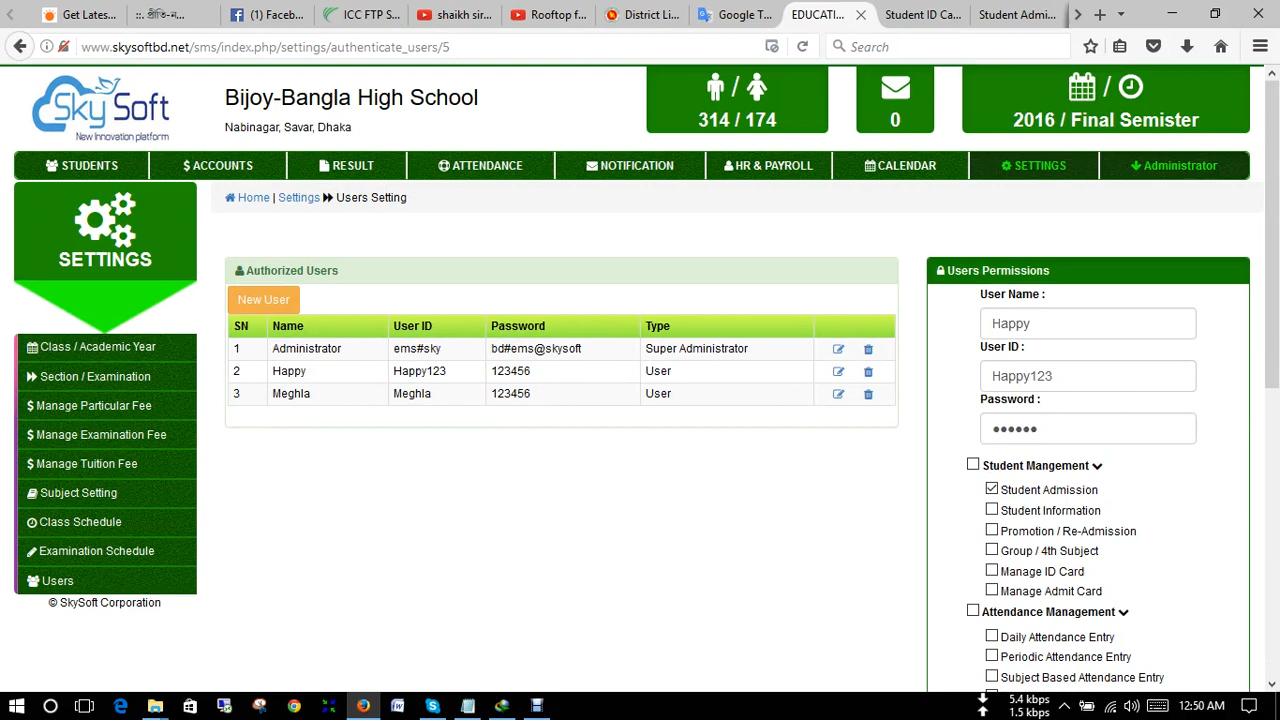 Get Lates...
(1) Faceb...
ICC FTP S...
shaikh sir...
Rooftop f...
District Li...
Google T...
EDUCATI...
Student ID Ca...
Student Admi...
www.skysoftbd.net/sms/index.php/settings/authenticate_users/5
Search
Sky Soft
New Innovation platform
Bijoy-Bangla High School
Nabinagar, Savar, Dhaka
/
314 / 174
0
/
2016 / Final Semister
STUDENTS
$ ACCOUNTS
RESULT
ATTENDANCE
NOTIFICATION
HR & PAYROLL
CALENDAR
SETTINGS
Administrator
SETTINGS
Home | Settings Users Setting
Class / Academic Year
Section / Examination
$ Manage Particular Fee
$ Manage Examination Fee
$ Manage Tuition Fee
Subject Setting
Class Schedule
Examination Schedule
Users
© SkySoft Corporation
Authorized Users
New User
SN Name User ID Password Type
1 Administrator ems#sky bd#ems@skysoft Super Administrator
2 Happy Happy123 123456 User
3 Meghla Meghla 123456 User
Users Permissions
User Name :
Happy
User ID :
Happy123
Password :
●●●●●●
Student Mangement
Student Admission
Student Information
Promotion / Re-Admission
Group / 4th Subject
Manage ID Card
Manage Admit Card
Attendance Management
Daily Attendance Entry
Periodic Attendance Entry
Subject Based Attendance Entry
5.4 kbps
1.5 kbps
12:50 AM